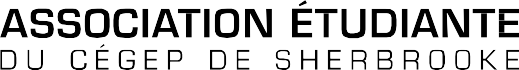 ASSOCIATION ÉTUDIANTE
DU CÉGEP DE SHERBROOKE